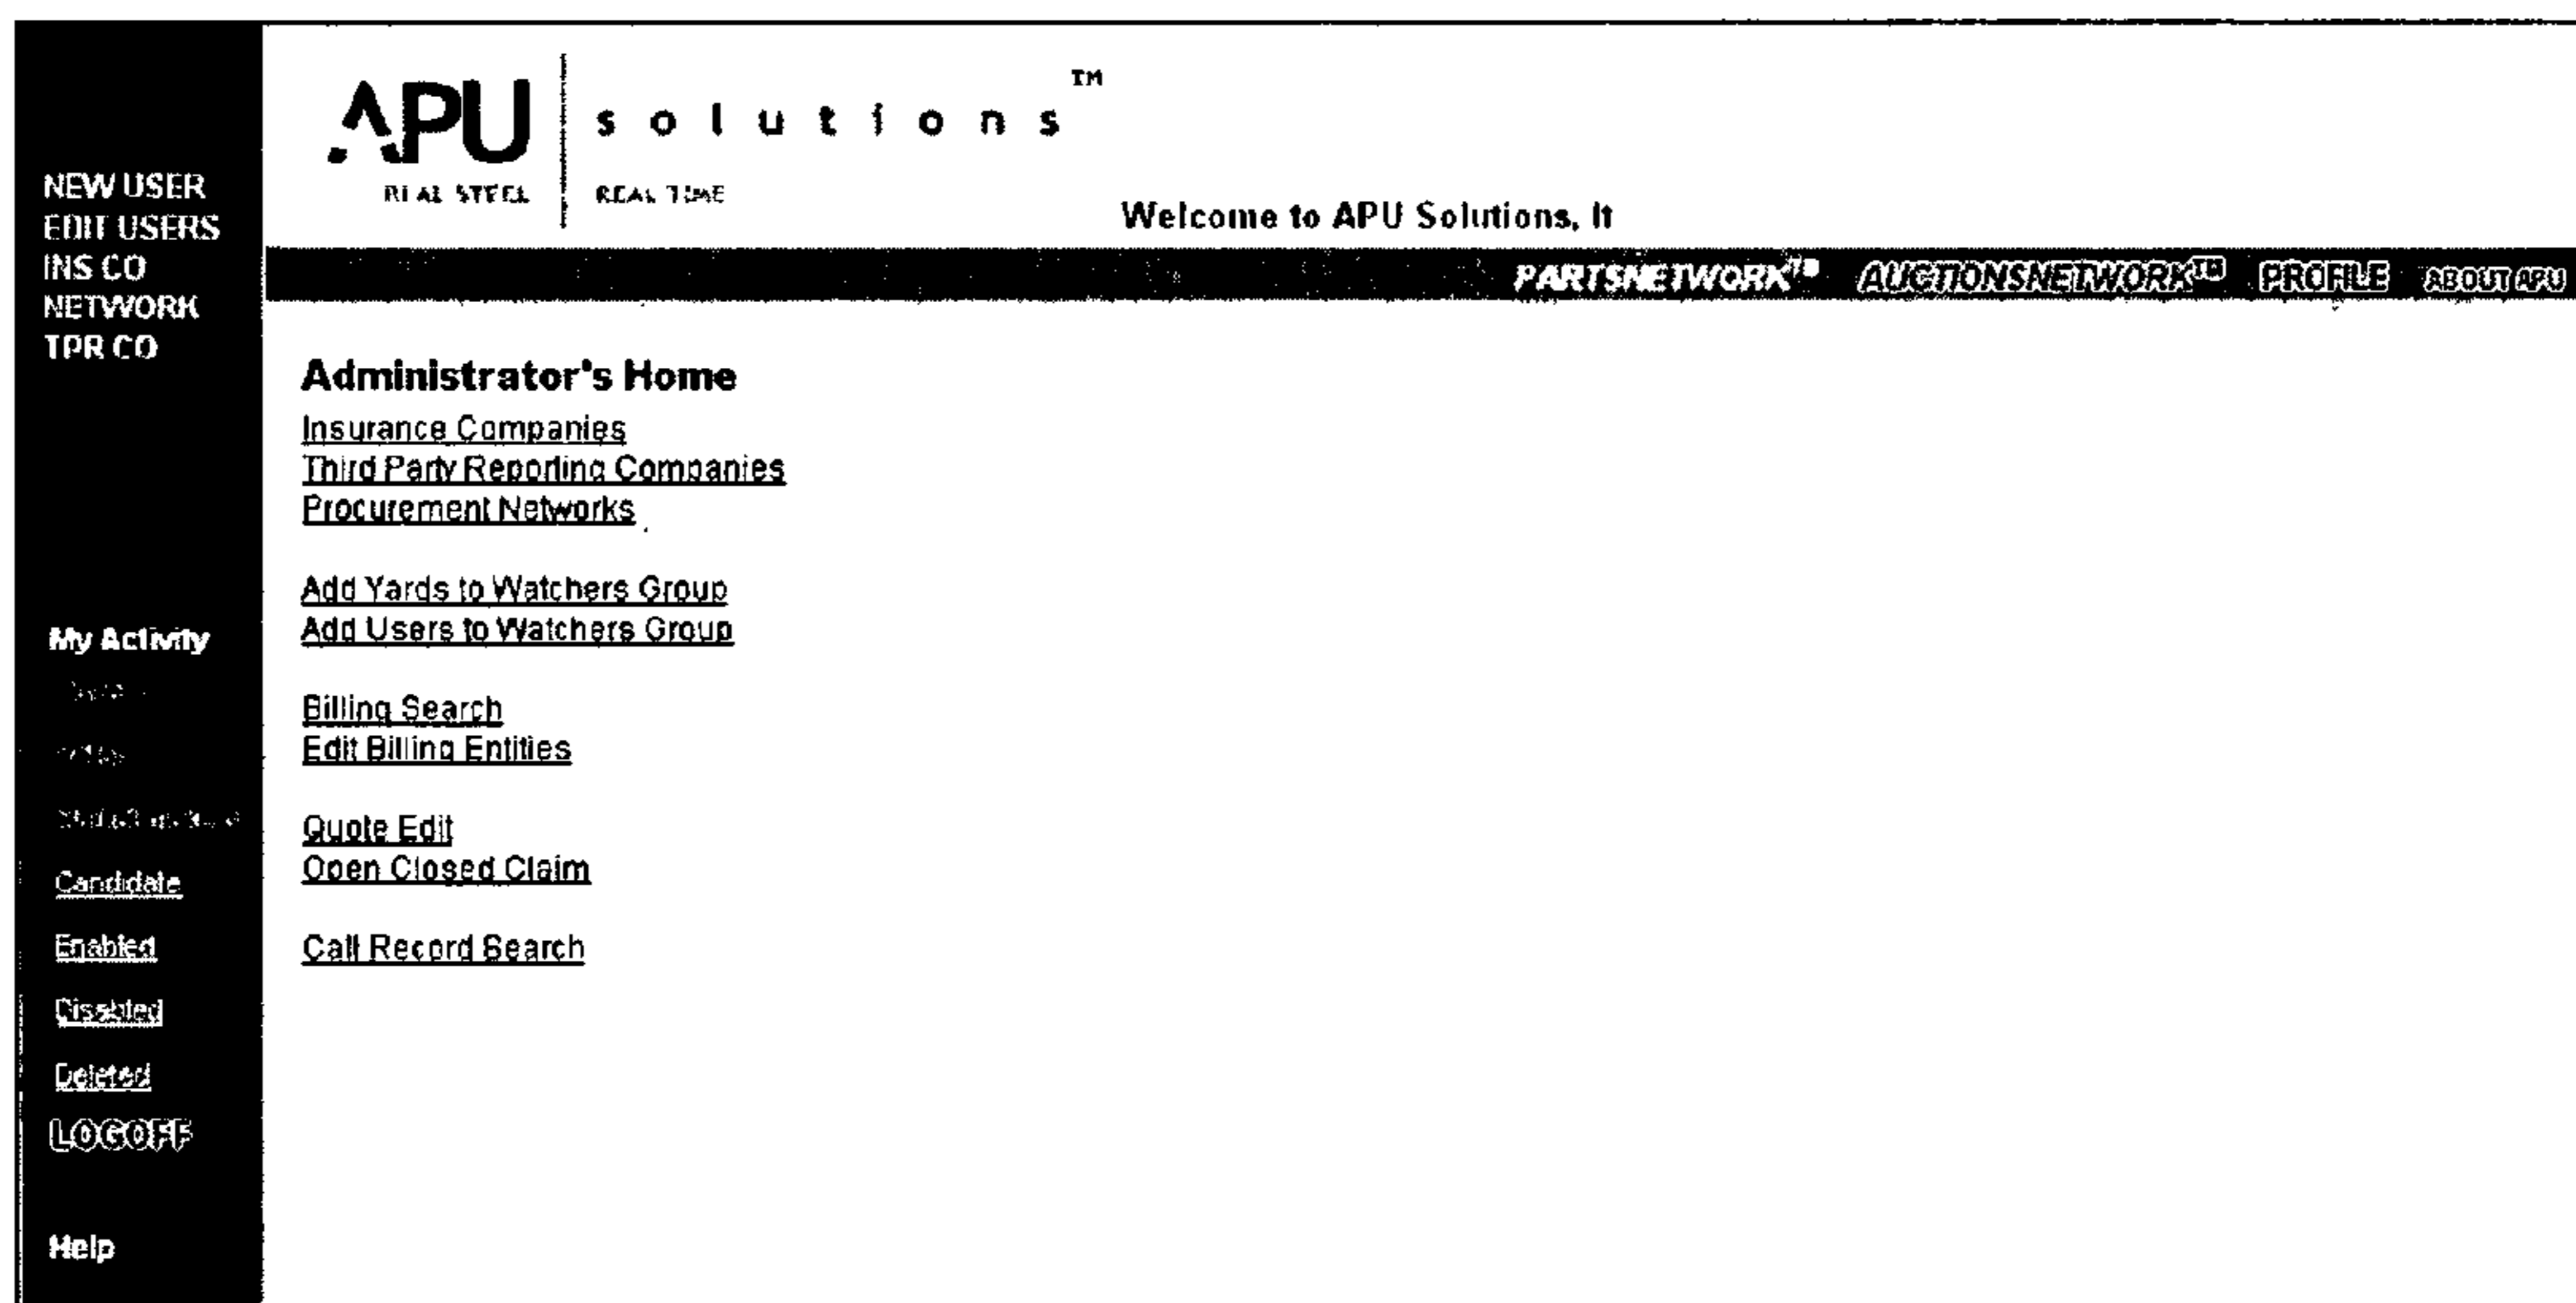 NEW USER
EDIT USERS
INS CO
NETWORK
TPR CO
My Activity
Candidate
Enabled
Disabled
Deleted
LOGOFF
Help
APU solutions™
REAL STEEL REAL TIME
Welcome to APU Solutions, It
PARTSNETWORK™ AUCTIONSNETWORK™ PROFILE ABOUT APU
Administrator's Home
Insurance Companies
Third Party Reporting Companies
Procurement Networks
Add Yards to Watchers Group
Add Users to Watchers Group
Billing Search
Edit Billing Entities
Quote Edit
Open Closed Claim
Call Record Search